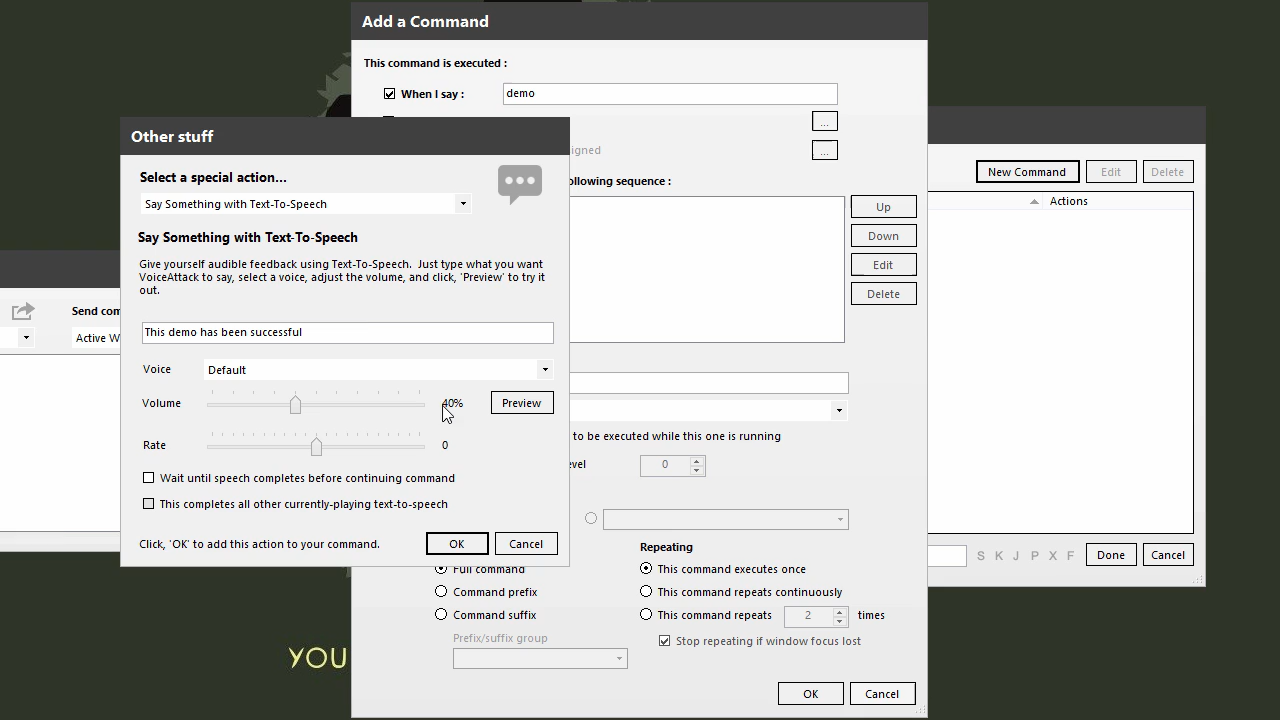 Add a Command
This command is executed :
When I say :
demo
...
igned
...
ollowing sequence :
Up
Down
Edit
Delete
to be executed while this one is running
evel
0
Full command
Command prefix
Command suffix
Prefix/suffix group
Repeating
This command executes once
This command repeats continuously
This command repeats 2 times
Stop repeating if window focus lost
OK
Cancel
Other stuff
Select a special action...
Say Something with Text-To-Speech
Say Something with Text-To-Speech
Give yourself audible feedback using Text-To-Speech. Just type what you want
VoiceAttack to say, select a voice, adjust the volume, and click, 'Preview' to try it
out.
This demo has been successful
Voice
Default
Volume
40%
Preview
Rate
0
Wait until speech completes before continuing command
This completes all other currently-playing text-to-speech
Click, 'OK' to add this action to your command.
OK
Cancel
New Command
Edit
Delete
Actions
S K J P X F
Done
Cancel
Send com
Active W
YOU